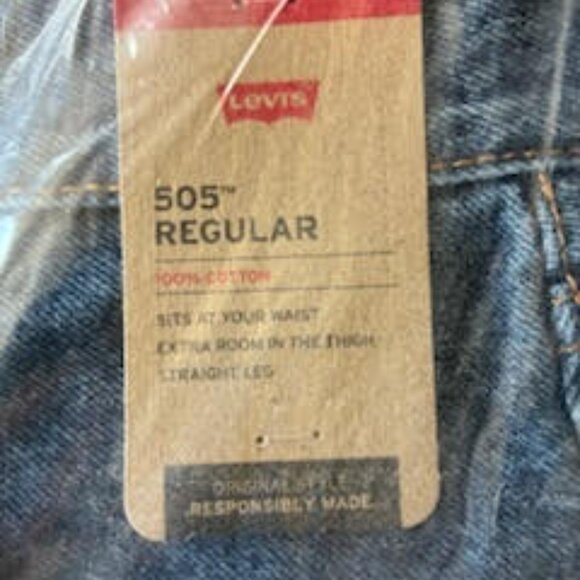 Levi's
505™
REGULAR
100% COTTON
SITS AT YOUR WAIST
EXTRA ROOM IN THE THIGH
STRAIGHT LEG
ORIGINAL STYLE
RESPONSIBLY MADE